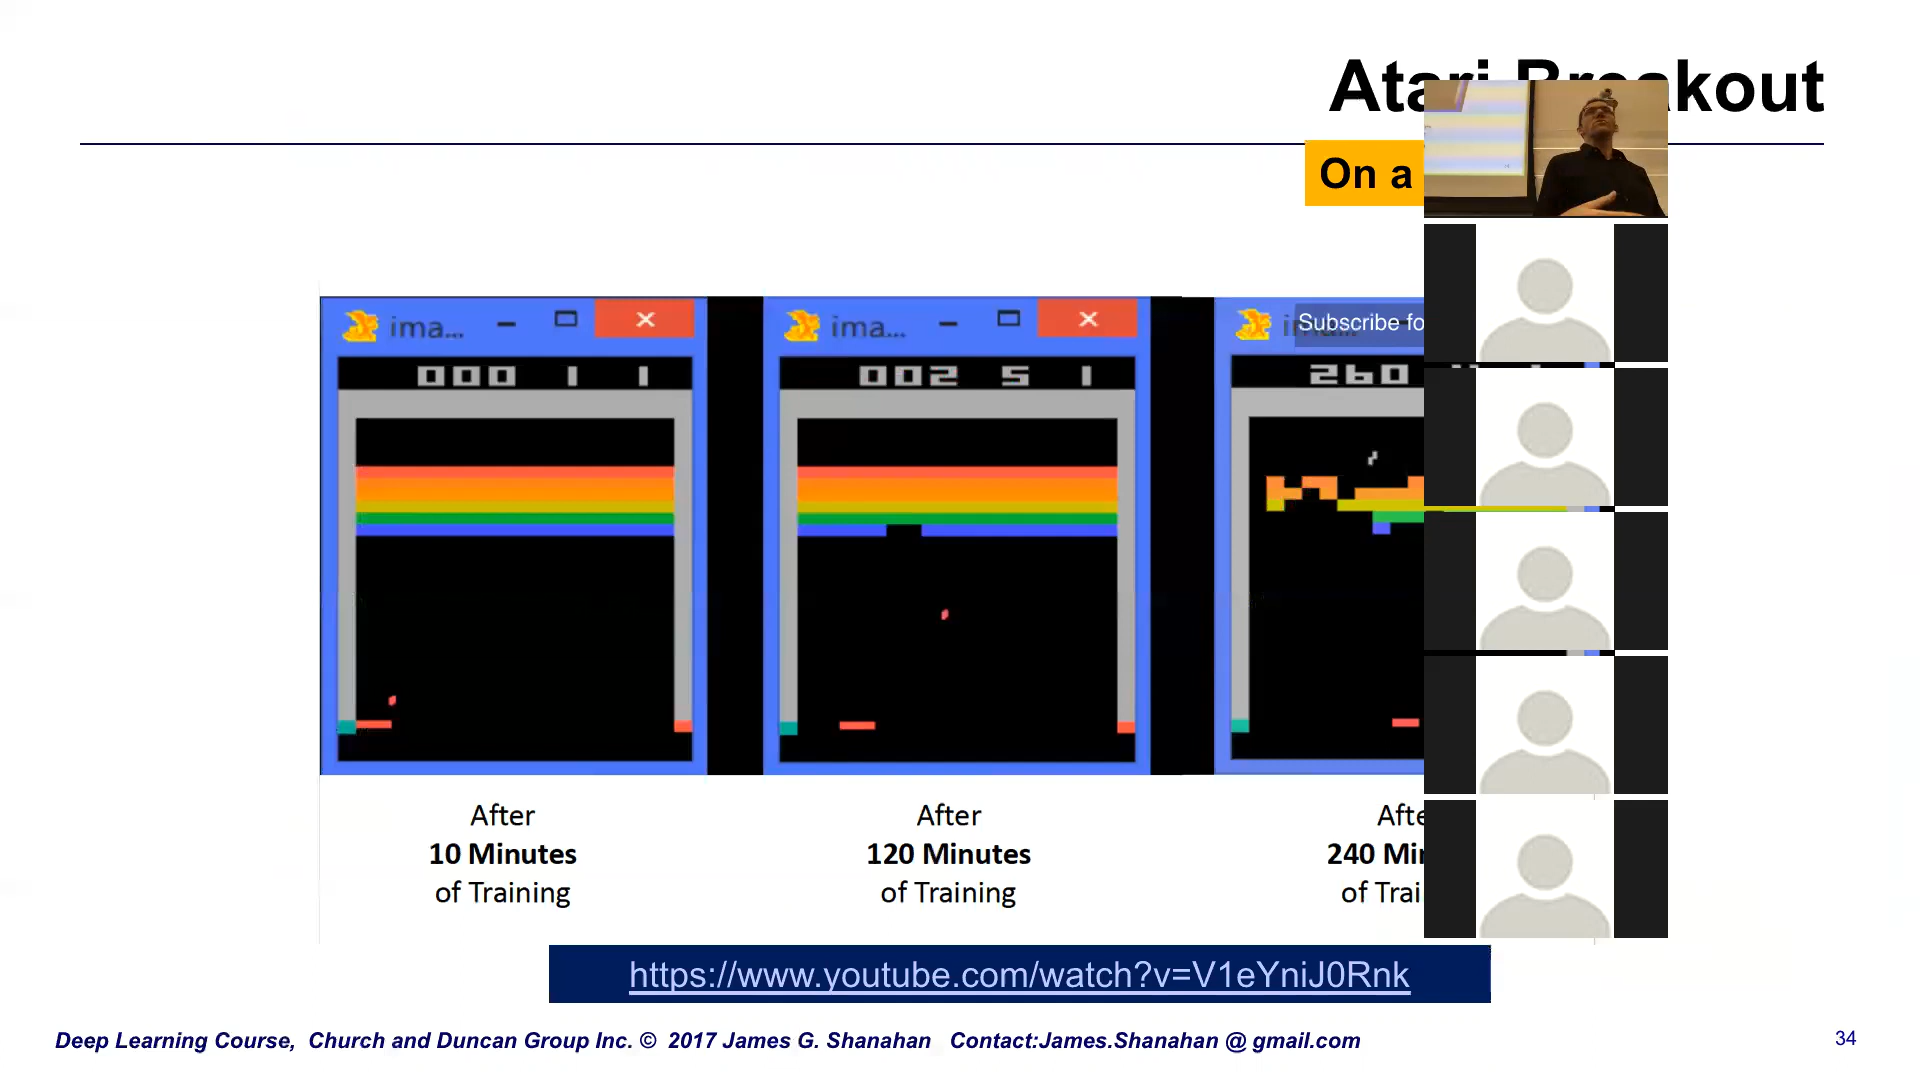 Atari Breakout
On a
ima...
ima...
Subscribe fo
000 1 1
002 5 1
260
After
10 Minutes
of Training
After
120 Minutes
of Training
Afte
240 Mi
of Trai
https://www.youtube.com/watch?v=V1eYniJ0Rnk
Deep Learning Course, Church and Duncan Group Inc. © 2017 James G. Shanahan Contact:James.Shanahan @ gmail.com
34